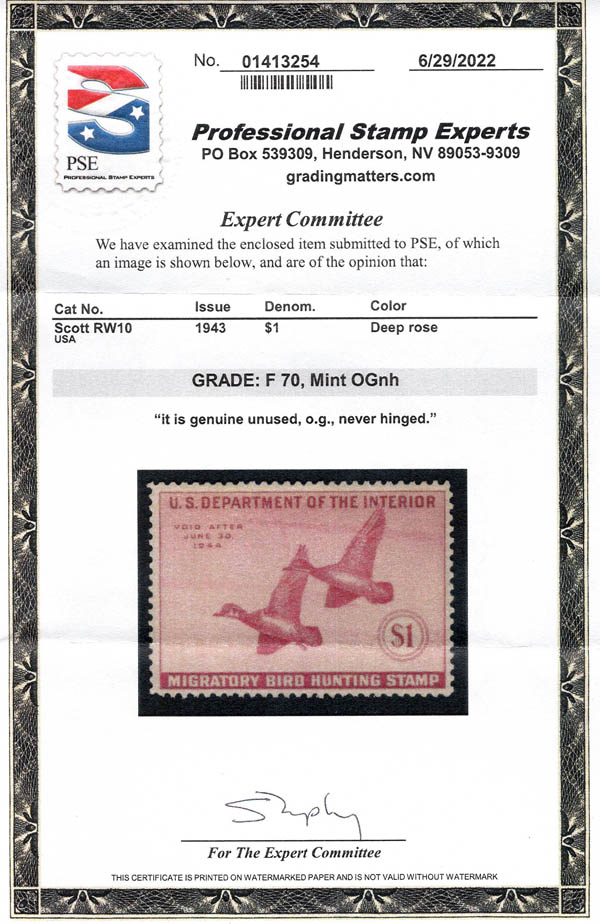 No. 01413254 6/29/2022
PSE
PROFESSIONAL STAMP EXPERTS
Professional Stamp Experts
PO Box 539309, Henderson, NV 89053-9309
gradingmatters.com
Expert Committee
We have examined the enclosed item submitted to PSE, of which
an image is shown below, and are of the opinion that:
Cat No. Issue Denom. Color
Scott RW10 1943 $1 Deep rose
USA
GRADE: F 70, Mint OGnh
“it is genuine unused, o.g., never hinged.”
U.S. DEPARTMENT OF THE INTERIOR
VOID AFTER
JUNE 30,
1944
$1
MIGRATORY BIRD HUNTING STAMP
For The Expert Committee
THIS CERTIFICATE IS PRINTED ON WATERMARKED PAPER AND IS NOT VALID WITHOUT WATERMARK